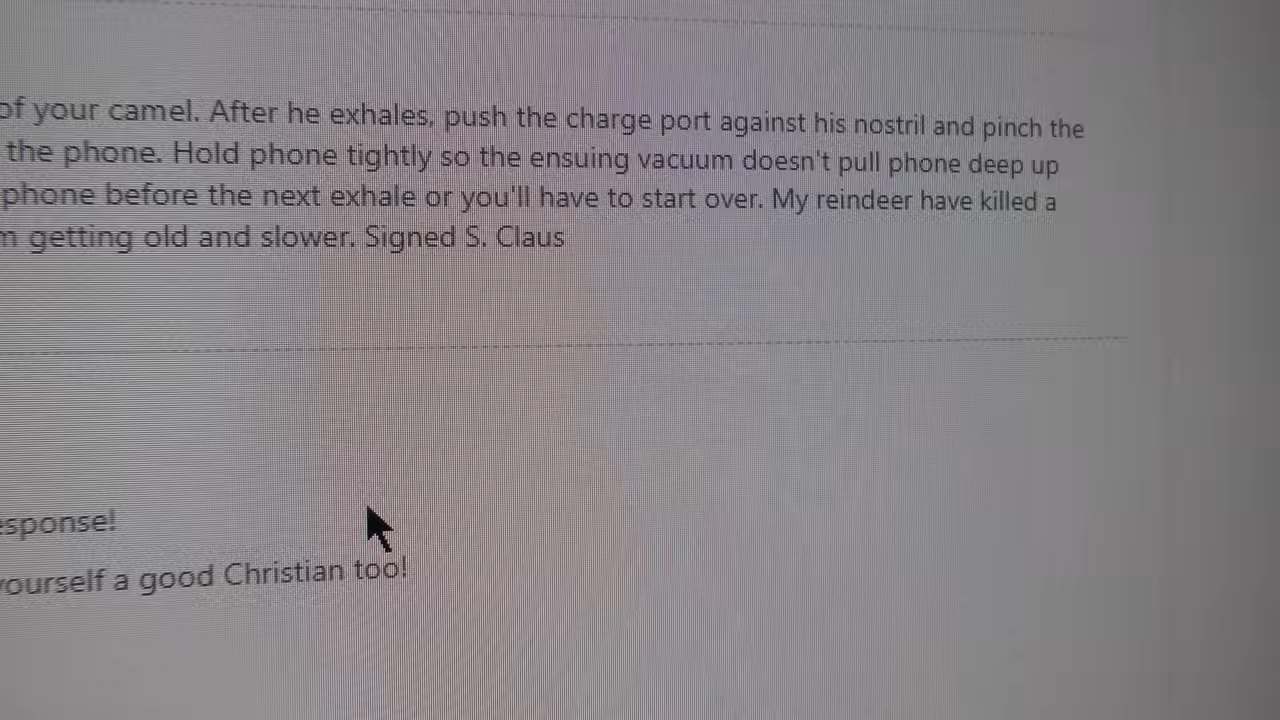 of your camel. After he exhales, push the charge port against his nostril and pinch the
the phone. Hold phone tightly so the ensuing vacuum doesn't pull phone deep up
phone before the next exhale or you'll have to start over. My reindeer have killed a
getting old and slower. Signed S. Claus
esponse!
yourself a good Christian too!